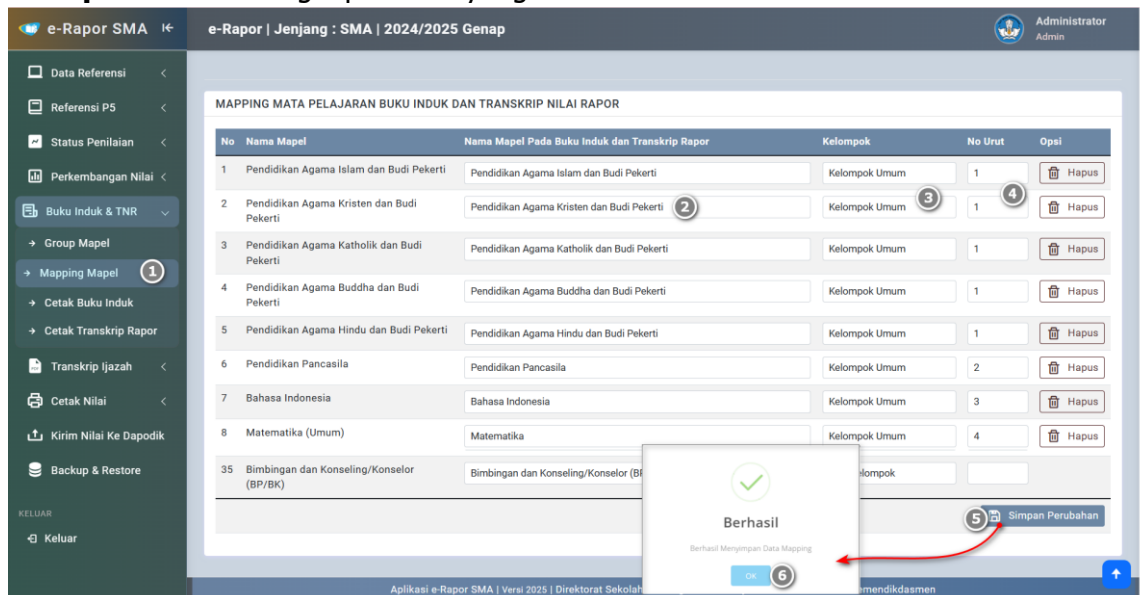 e-Rapor SMA
e-Rapor | Jenjang : SMA | 2024/2025 Genap
Administrator
Admin
Data Referensi
Referensi P5
Status Penilaian
Perkembangan Nilai
Buku Induk & TNR
Group Mapel
Mapping Mapel 1
Cetak Buku Induk
Cetak Transkrip Rapor
Transkrip Ijazah
Cetak Nilai
Kirim Nilai Ke Dapodik
Backup & Restore
KELUAR
Keluar
MAPPING MATA PELAJARAN BUKU INDUK DAN TRANSKRIP NILAI RAPOR
No Nama Mapel Nama Mapel Pada Buku Induk dan Transkrip Rapor Kelompok No Urut Opsi
1 Pendidikan Agama Islam dan Budi Pekerti Pendidikan Agama Islam dan Budi Pekerti Kelompok Umum 1 Hapus
3 4
2 Pendidikan Agama Kristen dan Budi Pendidikan Agama Kristen dan Budi Pekerti 2 Kelompok Umum 1 Hapus
Pekerti
3 Pendidikan Agama Katholik dan Budi Pendidikan Agama Katholik dan Budi Pekerti Kelompok Umum 1 Hapus
Pekerti
4 Pendidikan Agama Buddha dan Budi Pendidikan Agama Buddha dan Budi Pekerti Kelompok Umum 1 Hapus
Pekerti
5 Pendidikan Agama Hindu dan Budi Pekerti Pendidikan Agama Hindu dan Budi Pekerti Kelompok Umum 1 Hapus
6 Pendidikan Pancasila Pendidikan Pancasila Kelompok Umum 2 Hapus
7 Bahasa Indonesia Bahasa Indonesia Kelompok Umum 3 Hapus
8 Matematika (Umum) Matematika Kelompok Umum 4 Hapus
35 Bimbingan dan Konseling/Konselor Bimbingan dan Konseling/Konselor
(BP/BK)
Berhasil
Berhasil Menyimpan Data Mapping
OK 6
5 Simpan Perubahan
Aplikasi e-Rapor SMA | Versi 2025 | Direktorat Sekolah